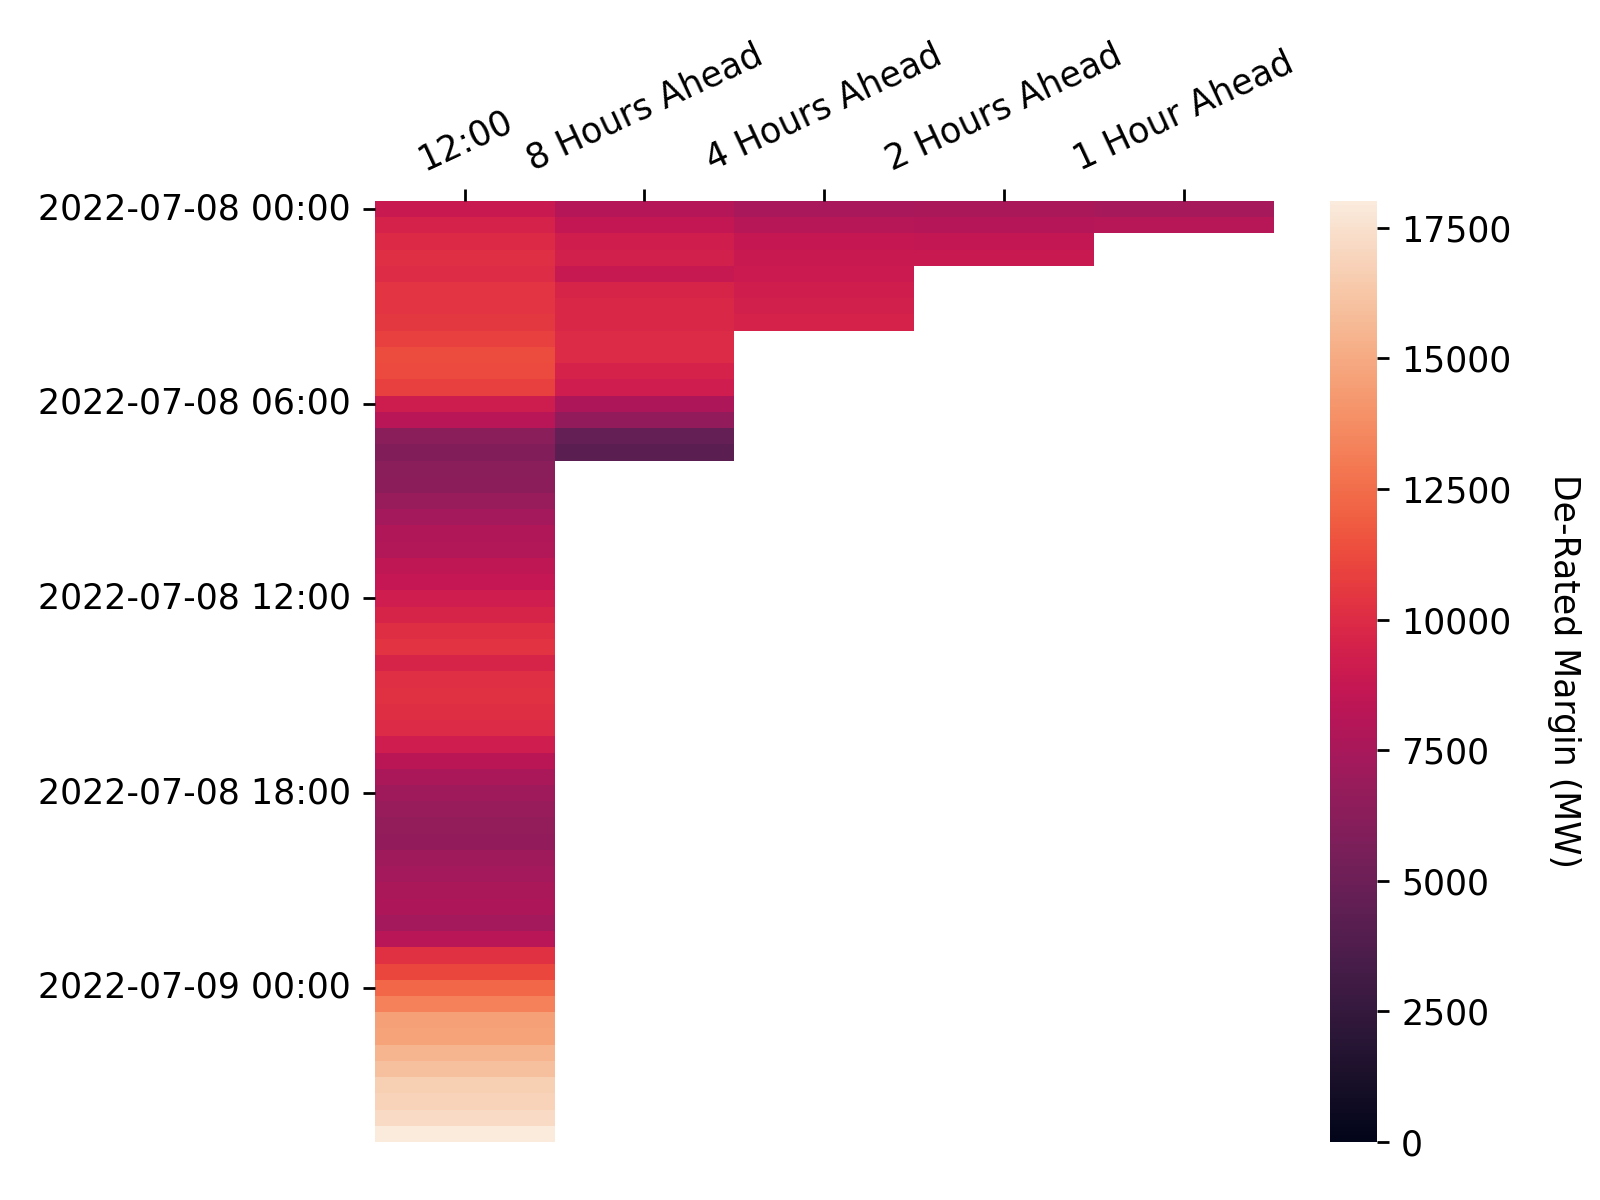 12:00
8 Hours Ahead
4 Hours Ahead
2 Hours Ahead
1 Hour Ahead
2022-07-08 00:00
2022-07-08 06:00
2022-07-08 12:00
2022-07-08 18:00
2022-07-09 00:00
17500
15000
12500
10000
7500
5000
2500
0
De-Rated Margin (MW)